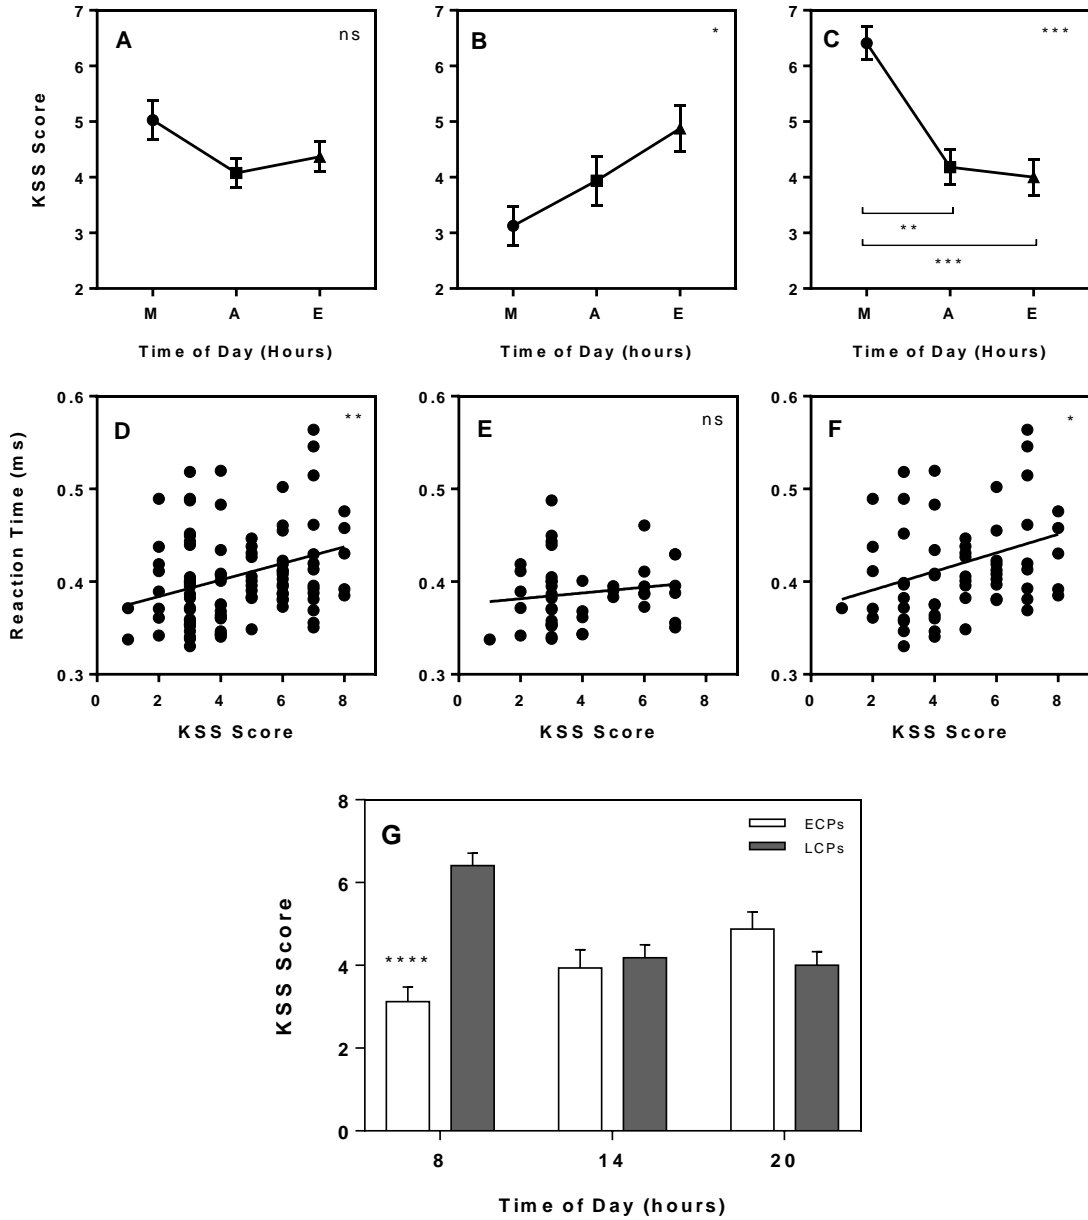 A
ns
7
6
5
4
3
2
KSS Score
M A E
Time of Day (Hours)
B
*
7
6
5
4
3
2
M A E
Time of Day (hours)
C
***
7
6
5
4
3
2
**
***
M A E
Time of Day (Hours)
D
**
0.6
0.5
0.4
0.3
Reaction Time (ms)
0 2 4 6 8
KSS Score
E
ns
0.6
0.5
0.4
0.3
0 2 4 6 8
KSS Score
F
*
0.6
0.5
0.4
0.3
0 2 4 6 8
KSS Score
G
ECPs
LCPs
8
6
4
2
0
KSS Score
****
8 14 20
Time of Day (hours)